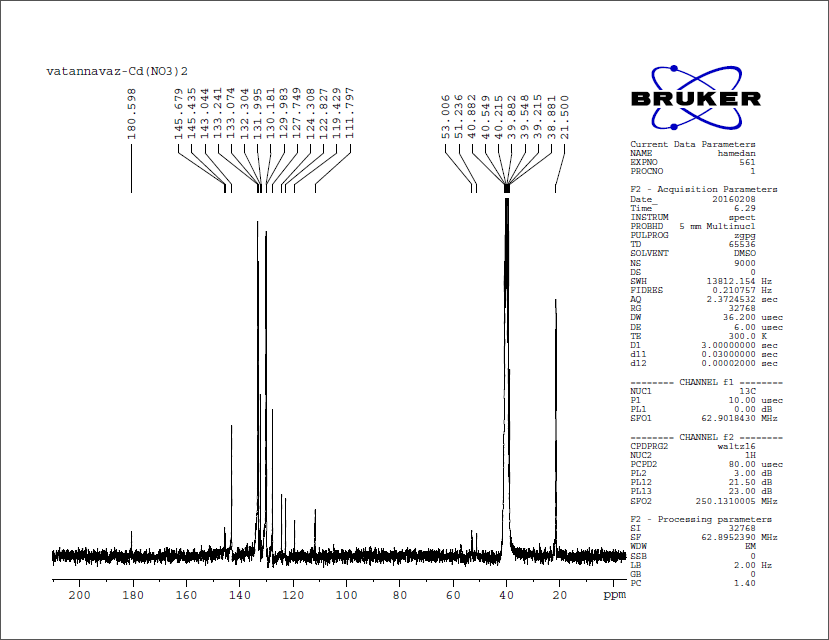 vatannavaz-Cd(NO3)2
180.598
145.679
145.435
143.044
133.241
133.074
132.304
131.995
130.181
129.983
127.749
124.308
122.827
119.429
111.797
53.006
51.236
40.882
40.549
40.215
39.882
39.548
39.215
38.881
21.500
200 180 160 140 120 100 80 60 40 20 ppm
BRUKER
Current Data Parameters
NAME hamedan
EXPNO 561
PROCNO 1
F2 - Acquisition Parameters
Date_ 20160208
Time 6.29
INSTRUM spect
PROBHD 5 mm Multinucl
PULPROG zgpg
TD 65536
SOLVENT DMSO
NS 9000
DS 0
SWH 13812.154 Hz
FIDRES 0.210757 Hz
AQ 2.3724532 sec
RG 32768
DW 36.200 usec
DE 6.00 usec
TE 300.0 K
D1 3.00000000 sec
d11 0.03000000 sec
d12 0.00002000 sec
======== CHANNEL f1 ========
NUC1 13C
P1 10.00 usec
PL1 0.00 dB
SFO1 62.9018430 MHz
======== CHANNEL f2 ========
CPDPRG2 waltz16
NUC2 1H
PCPD2 80.00 usec
PL2 3.00 dB
PL12 21.50 dB
PL13 23.00 dB
SFO2 250.1310005 MHz
F2 - Processing parameters
SI 32768
SF 62.8952390 MHz
WDW EM
SSB 0
LB 2.00 Hz
GB 0
PC 1.40